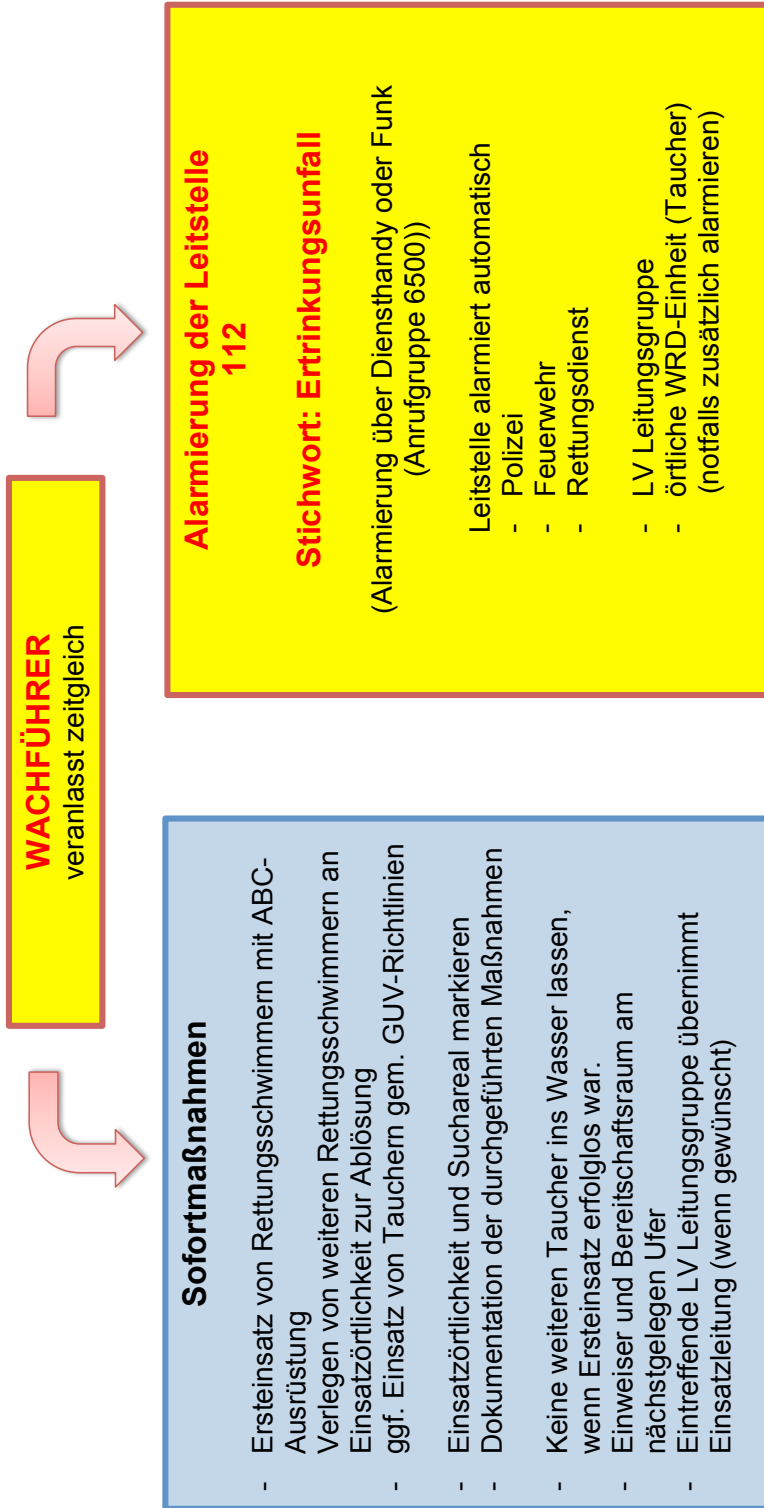 WACHFÜHRER
veranlasst zeitgleich
Sofortmaßnahmen
- Ersteinsatz von Rettungsschwimmern mit ABC-
Ausrüstung
- Verlegen von weiteren Rettungsschwimmern an
Einsatzörtlichkeit zur Ablösung
- ggf. Einsatz von Tauchern gem. GUV-Richtlinien
- Einsatzörtlichkeit und Suchareal markieren
- Dokumentation der durchgeführten Maßnahmen
- Keine weiteren Taucher ins Wasser lassen,
wenn Ersteinsatz erfolglos war.
- Einweiser und Bereitschaftsraum am
nächstgelegen Ufer
- Eintreffende LV Leitungsgruppe übernimmt
Einsatzleitung (wenn gewünscht)
Alarmierung der Leitstelle
112
Stichwort: Ertrinkungsunfall
(Alarmierung über Diensthandy oder Funk
(Anrufgruppe 6500))
Leitstelle alarmiert automatisch
- Polizei
- Feuerwehr
- Rettungsdienst
- LV Leitungsgruppe
- örtliche WRD-Einheit (Taucher)
(notfalls zusätzlich alarmieren)